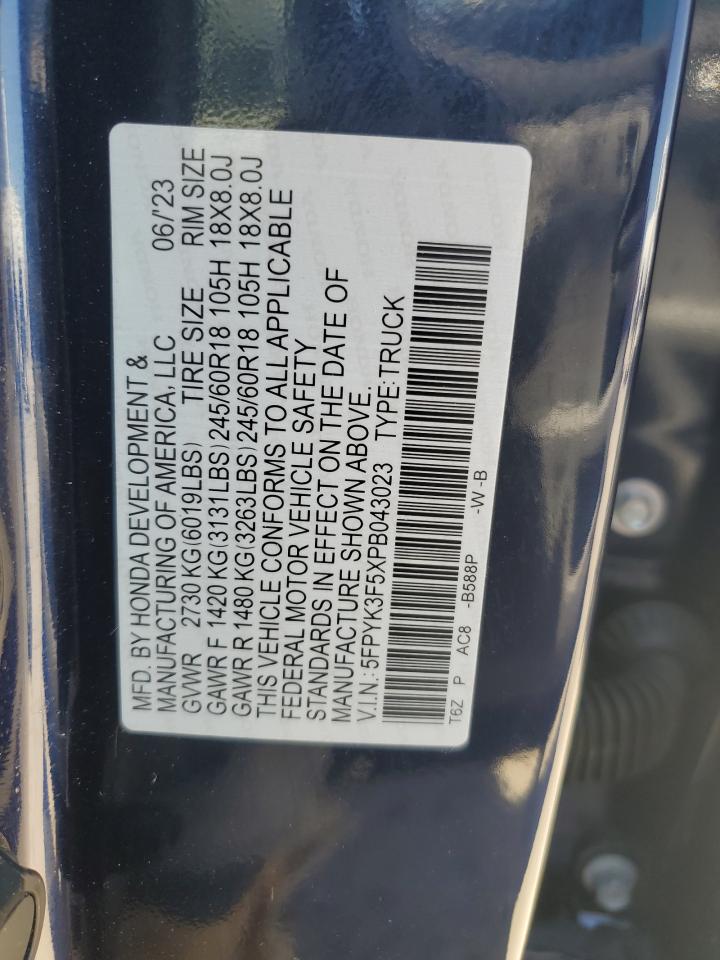 MFD. BY HONDA DEVELOPMENT &
MANUFACTURING OF AMERICA, LLC 06/'23
GVWR 2730 KG(6019LBS) TIRE SIZE RIM SIZE
GAWR F 1420 KG(3131LBS)245/60R18 105H 18X8.0J
GAWR R 1480 KG(3263LBS)245/60R18 105H 18X8.0J
THIS VEHICLE CONFORMS TO ALL APPLICABLE
FEDERAL MOTOR VEHICLE SAFETY
STANDARDS IN EFFECT ON THE DATE OF
MANUFACTURE SHOWN ABOVE.
V.I.N.:5FPYK3F5XPB043023 TYPE:TRUCK
T6Z P AC8 -B588P -W -B